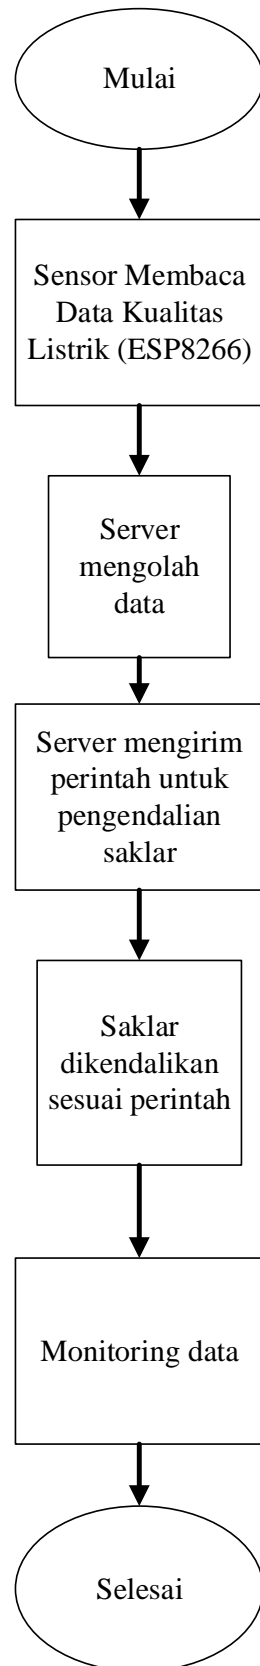 Mulai
Sensor Membaca
Data Kualitas
Listrik (ESP8266)
Server
mengolah
data
Server mengirim
perintah untuk
pengendalian
saklar
Saklar
dikendalikan
sesuai perintah
Monitoring data
Selesai